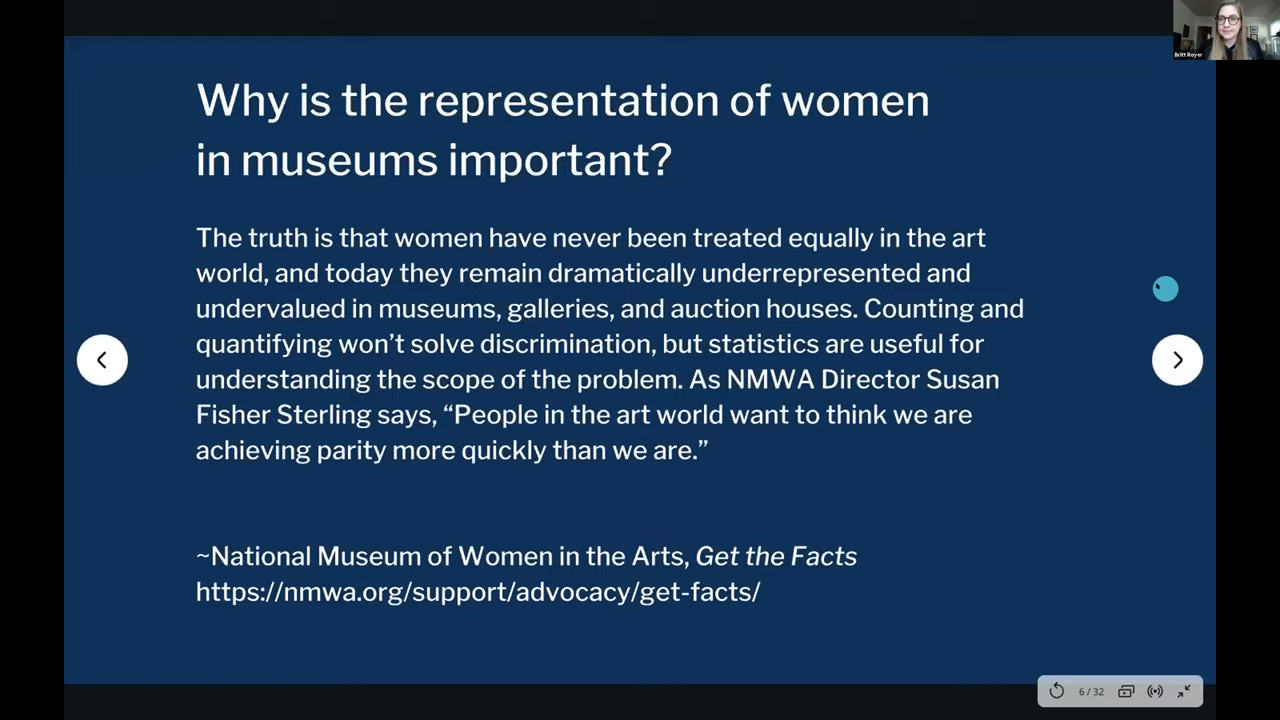 Britt Royer
Why is the representation of women
in museums important?
The truth is that women have never been treated equally in the art
world, and today they remain dramatically underrepresented and
undervalued in museums, galleries, and auction houses. Counting and
quantifying won’t solve discrimination, but statistics are useful for
understanding the scope of the problem. As NMWA Director Susan
Fisher Sterling says, “People in the art world want to think we are
achieving parity more quickly than we are.”
~National Museum of Women in the Arts, Get the Facts
https://nmwa.org/support/advocacy/get-facts/
6 / 32